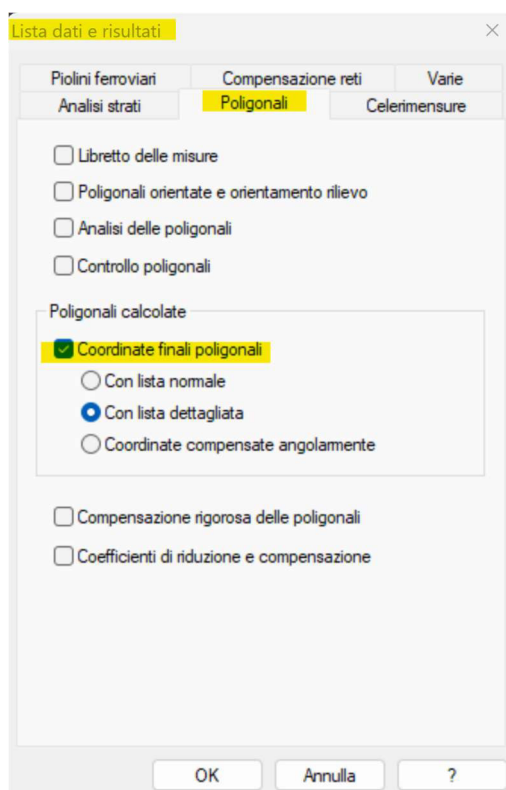 Lista dati e risultati
Piolini ferroviari Compensazione reti Varie
Analisi strati Poligonali Celerimensure
Libretto delle misure
Poligonali orientate e orientamento rilievo
Analisi delle poligonali
Controllo poligonali
Poligonali calcolate
Coordinate finali poligonali
Con lista normale
Con lista dettagliata
Coordinate compensate angolarmente
Compensazione rigorosa delle poligonali
Coefficienti di riduzione e compensazione
OK Annulla ?